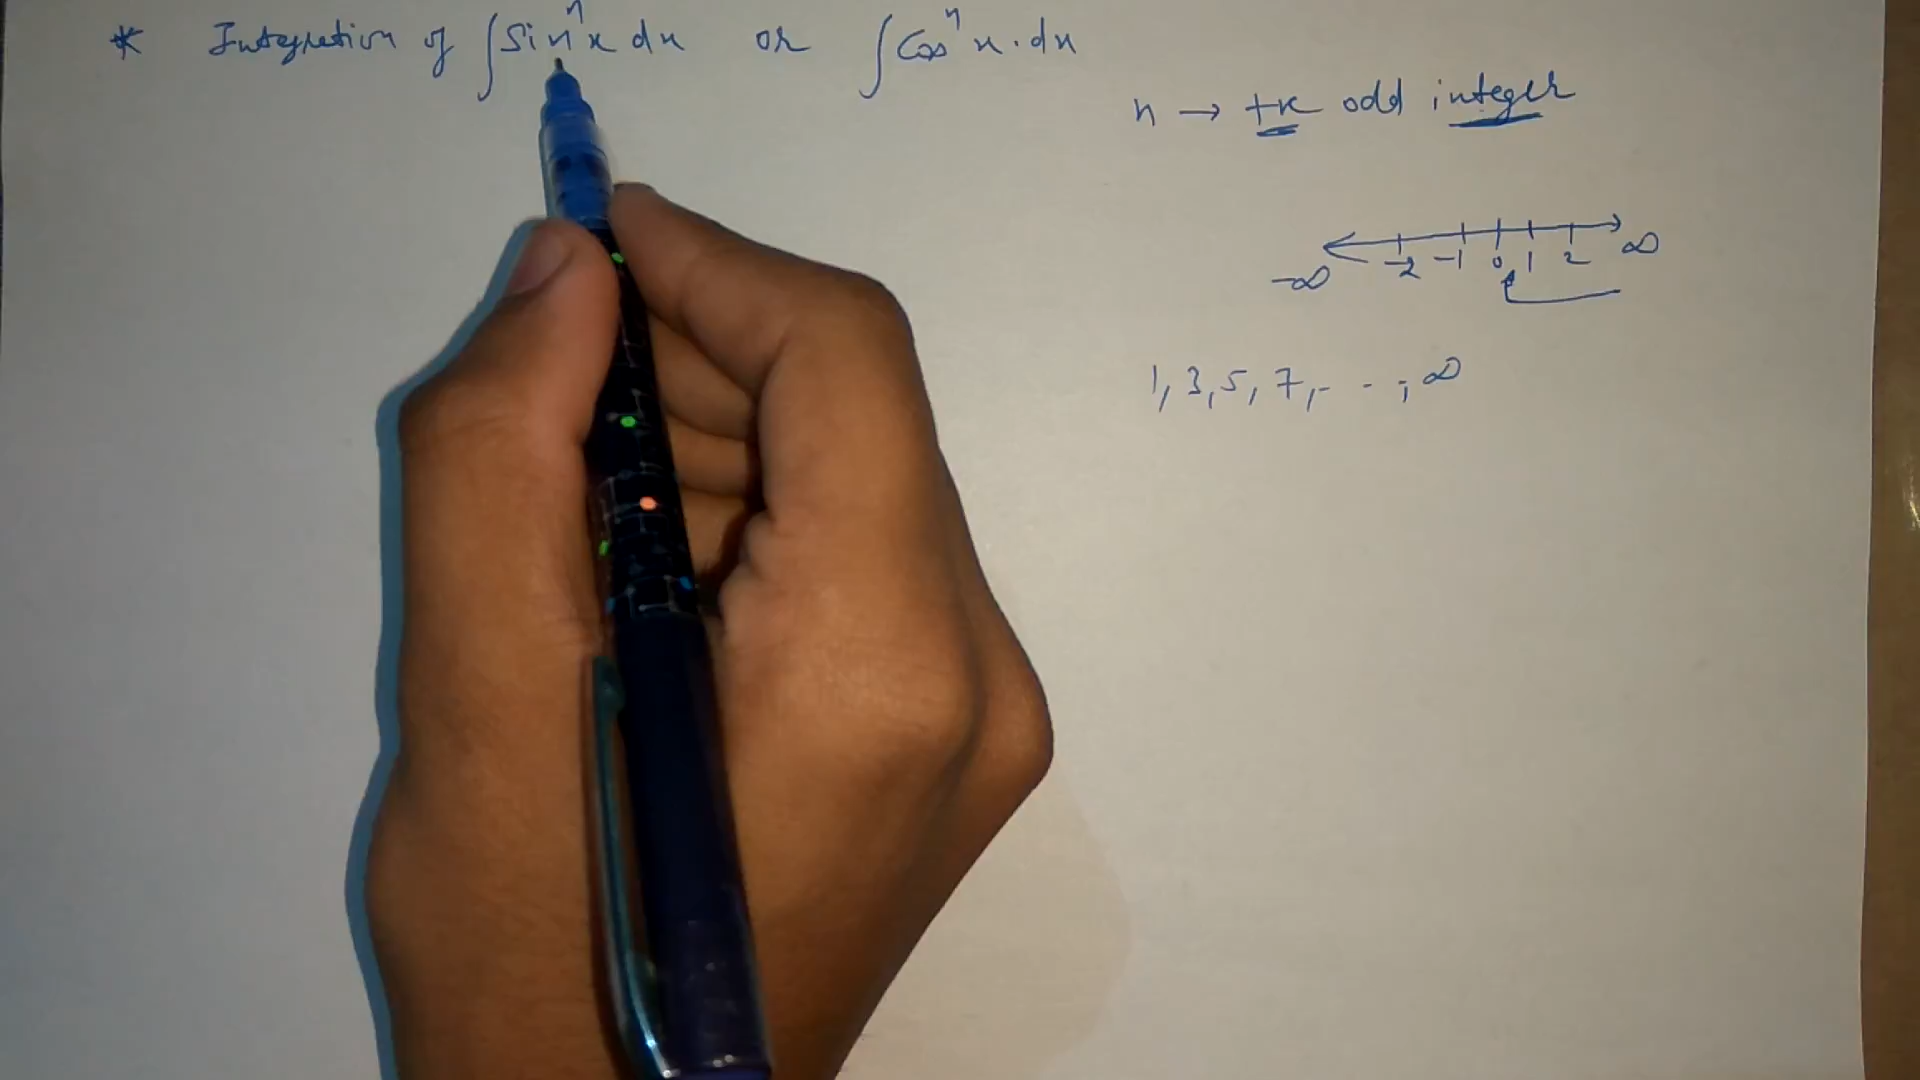 * Integration of ∫Sinⁿx dx or ∫Cosⁿx.dx
n → +ve odd integer
-∞ -2 -1 0 1 2 ∞
1, 3, 5, 7, - - , ∞